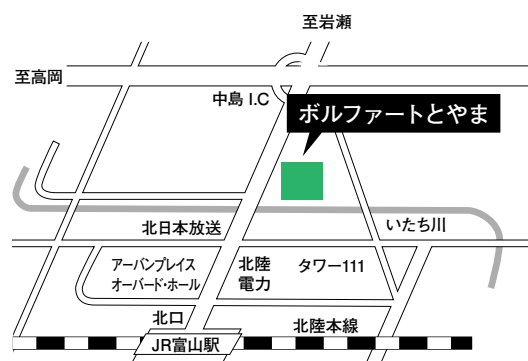 至岩瀬
至高岡
中島 I.C
ボルファートとやま
北日本放送
いたち川
アーバンプレイス
オーバード・ホール
北陸
電力
タワー111
北口
北陸本線
JR富山駅